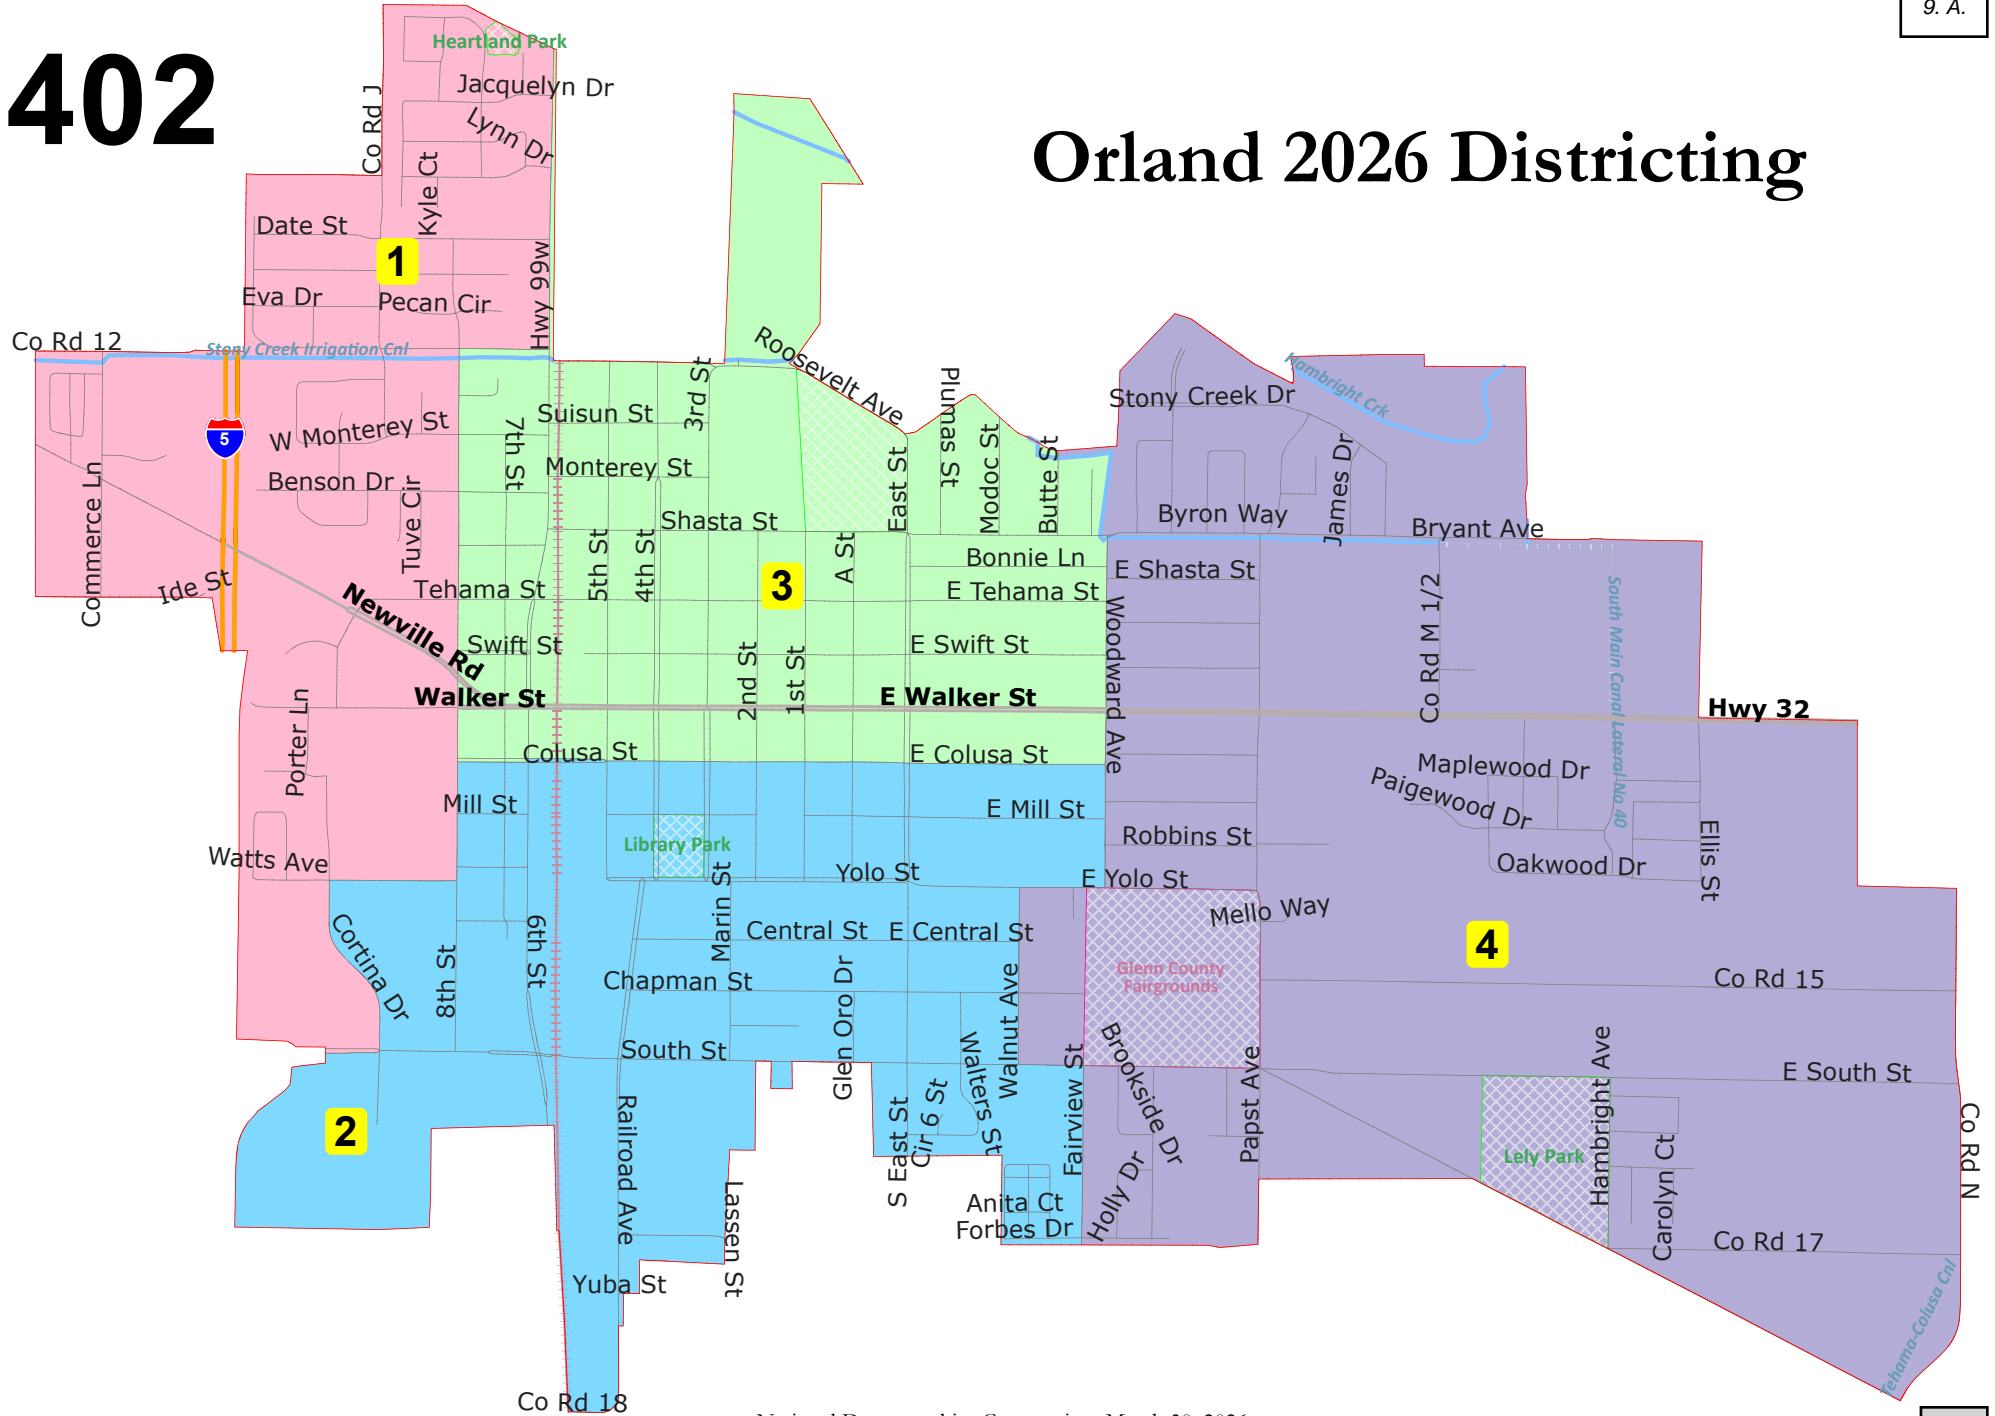 9. A.
402
Orland 2026 Districting
Heartland Park
Jacquelyn Dr
Lynn Dr
Co Rd J
Kyle Ct
Date St
1
Hwy 99w
Eva Dr
Pecan Cir
Co Rd 12
Stony Creek Irrigation Cnl
Roosevelt Ave
3rd St
Plumas St
Stony Creek Dr
Hambright Crk
5
W Monterey St
Suisun St
7th St
Monterey St
East St
Modoc St
Butte St
James Dr
Benson Dr
Tuve Cir
Commerce Ln
Shasta St
Byron Way
Bryant Ave
5th St
4th St
A St
Bonnie Ln
E Shasta St
3
Ide St
Tehama St
E Tehama St
Newville Rd
Co Rd M 1/2
South Main Canal Lateral No 40
Woodward Ave
Swift St
E Swift St
2nd St
1st St
Walker St
E Walker St
Hwy 32
Porter Ln
Colusa St
E Colusa St
Maplewood Dr
Paigewood Dr
Mill St
E Mill St
Robbins St
Library Park
Watts Ave
Yolo St
E Yolo St
Oakwood Dr
Ellis St
Marin St
Mello Way
Cortina Dr
8th St
6th St
Central St
E Central St
4
Chapman St
Glen Oro Dr
Walnut Ave
Glenn County
Fairgrounds
Co Rd 15
South St
Walters St
Fairview St
Brookside Dr
Papst Ave
Hambright Ave
E South St
2
Railroad Ave
S East St
Cir 6 St
Lely Park
Carolyn Ct
Co Rd N
Lassen St
Anita Ct
Forbes Dr
Holly Dr
Co Rd 17
Yuba St
Tehama-Colusa Cnl
Co Rd 18